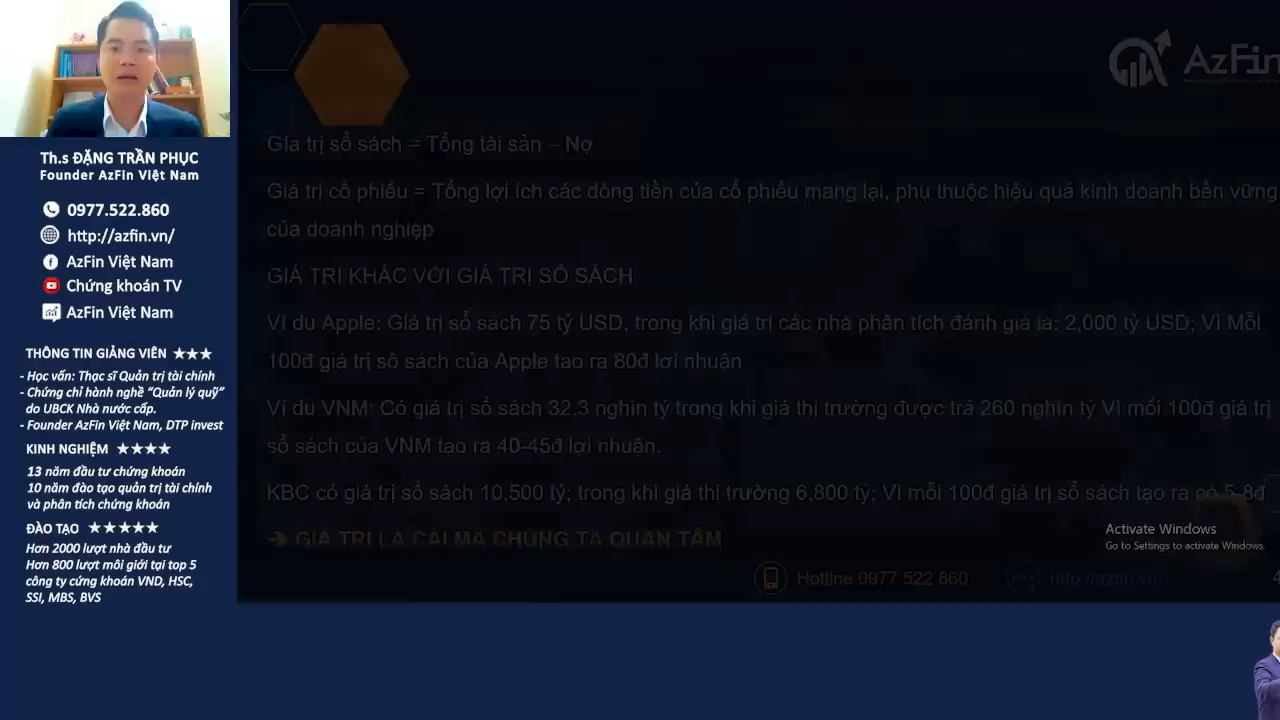 Th.s ĐẶNG TRẦN PHỤC
Founder AzFin Việt Nam
0977.522.860
http://azfin.vn/
AzFin Việt Nam
Chứng khoán TV
AzFin Việt Nam
THÔNG TIN GIẢNG VIÊN ★★★
- Học vấn: Thạc sĩ Quản trị tài chính
- Chứng chỉ hành nghề “Quản lý quỹ”
do UBCK Nhà nước cấp.
- Founder AzFin Việt Nam, DTP invest
KINH NGHIỆM ★★★★
13 năm đầu tư chứng khoán
10 năm đào tạo quản trị tài chính
và phân tích chứng khoán
ĐÀO TẠO ★★★★★
Hơn 2000 lượt nhà đầu tư
Hơn 800 lượt môi giới tại top 5
công ty cứng khoán VND, HSC,
SSI, MBS, BVS
AzFin
Giá trị sổ sách = Tổng tài sản – Nợ
Giá trị cổ phiếu = Tổng lợi ích các dòng tiền của cổ phiếu mang lại, phụ thuộc hiệu quả kinh doanh bền vững
của doanh nghiệp
GIÁ TRỊ KHÁC VỚI GIÁ TRỊ SỔ SÁCH
Ví dụ Apple: Giá trị sổ sách 75 tỷ USD, trong khi giá trị các nhà phân tích đánh giá là: 2,000 tỷ USD; Vì Mỗi
100đ giá trị sổ sách của Apple tạo ra 80đ lợi nhuận
Ví dụ VNM: Có giá trị sổ sách 32.3 nghìn tỷ trong khi giá thị trường được trả 260 nghìn tỷ Vì mỗi 100đ giá trị
sổ sách của VNM tạo ra 40-45đ lợi nhuận.
KBC có giá trị sổ sách 10,500 tỷ; trong khi giá thị trường 6,800 tỷ; Vì mỗi 100đ giá trị sổ sách tạo ra có 5-8đ
➔ GIÁ TRỊ LÀ CÁI MÀ CHÚNG TA QUAN TÂM
Activate Windows
Go to Settings to activate Windows.
Hotline 0977 522 860
http://azfin.vn/